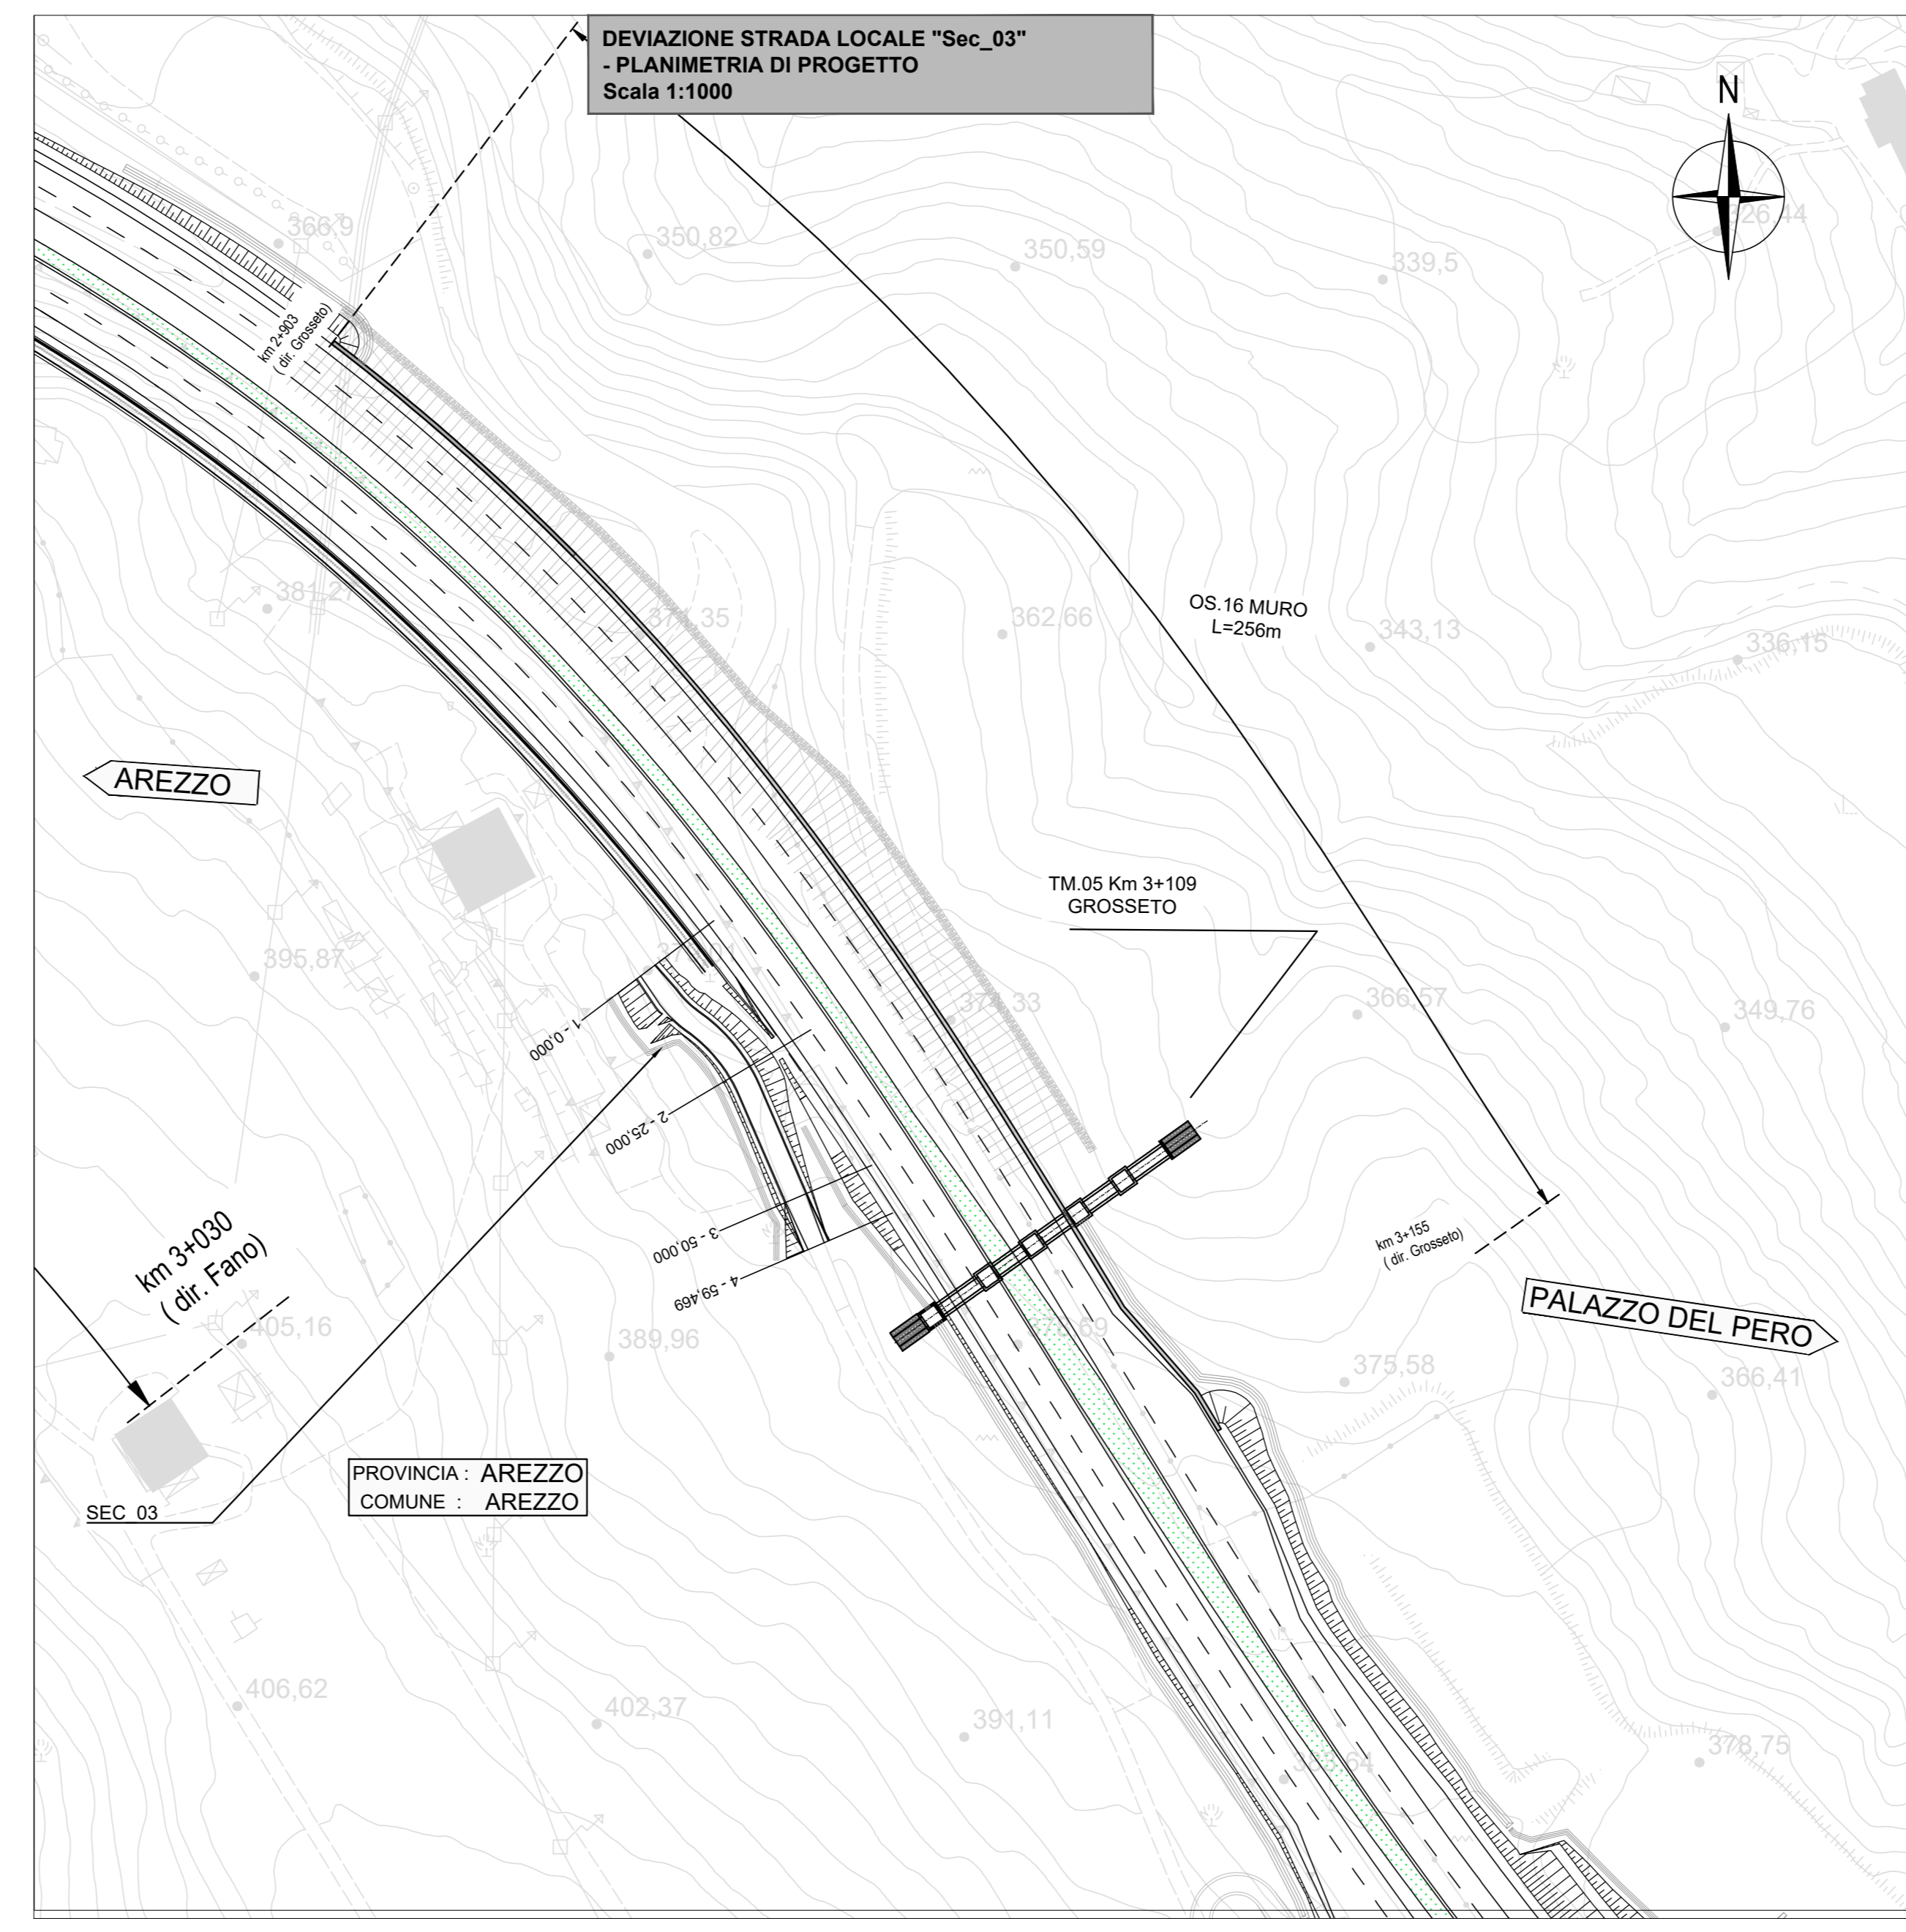 DEVIAZIONE STRADA LOCALE "Sec_03"
- PLANIMETRIA DI PROGETTO
Scala 1:1000
N
326,44
366,9
350,82
350,59
339,5
km 2+903
( dir. Grosseto)
381,27
371,35
362,66
343,13
336,15
OS.16 MURO
L=256m
AREZZO
TM.05 Km 3+109
GROSSETO
395,87
366,57
349,76
1 - 0,000
2 - 25,000
3 - 50,000
4 - 59,469
km 3+030
( dir. Fano)
km 3+155
( dir. Grosseto)
PALAZZO DEL PERO
405,16
389,96
375,58
366,41
PROVINCIA : AREZZO
COMUNE : AREZZO
SEC 03
406,62
402,37
391,11
378,75